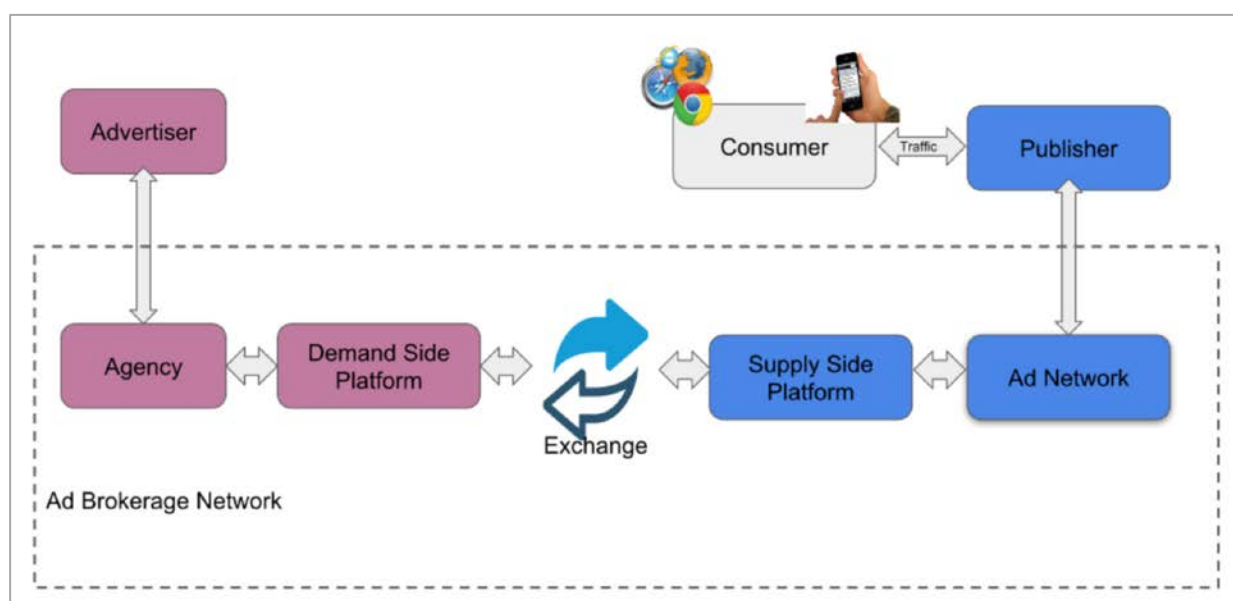 Advertiser
Consumer
Traffic
Publisher
Agency
Demand Side
Platform
Exchange
Supply Side
Platform
Ad Network
Ad Brokerage Network